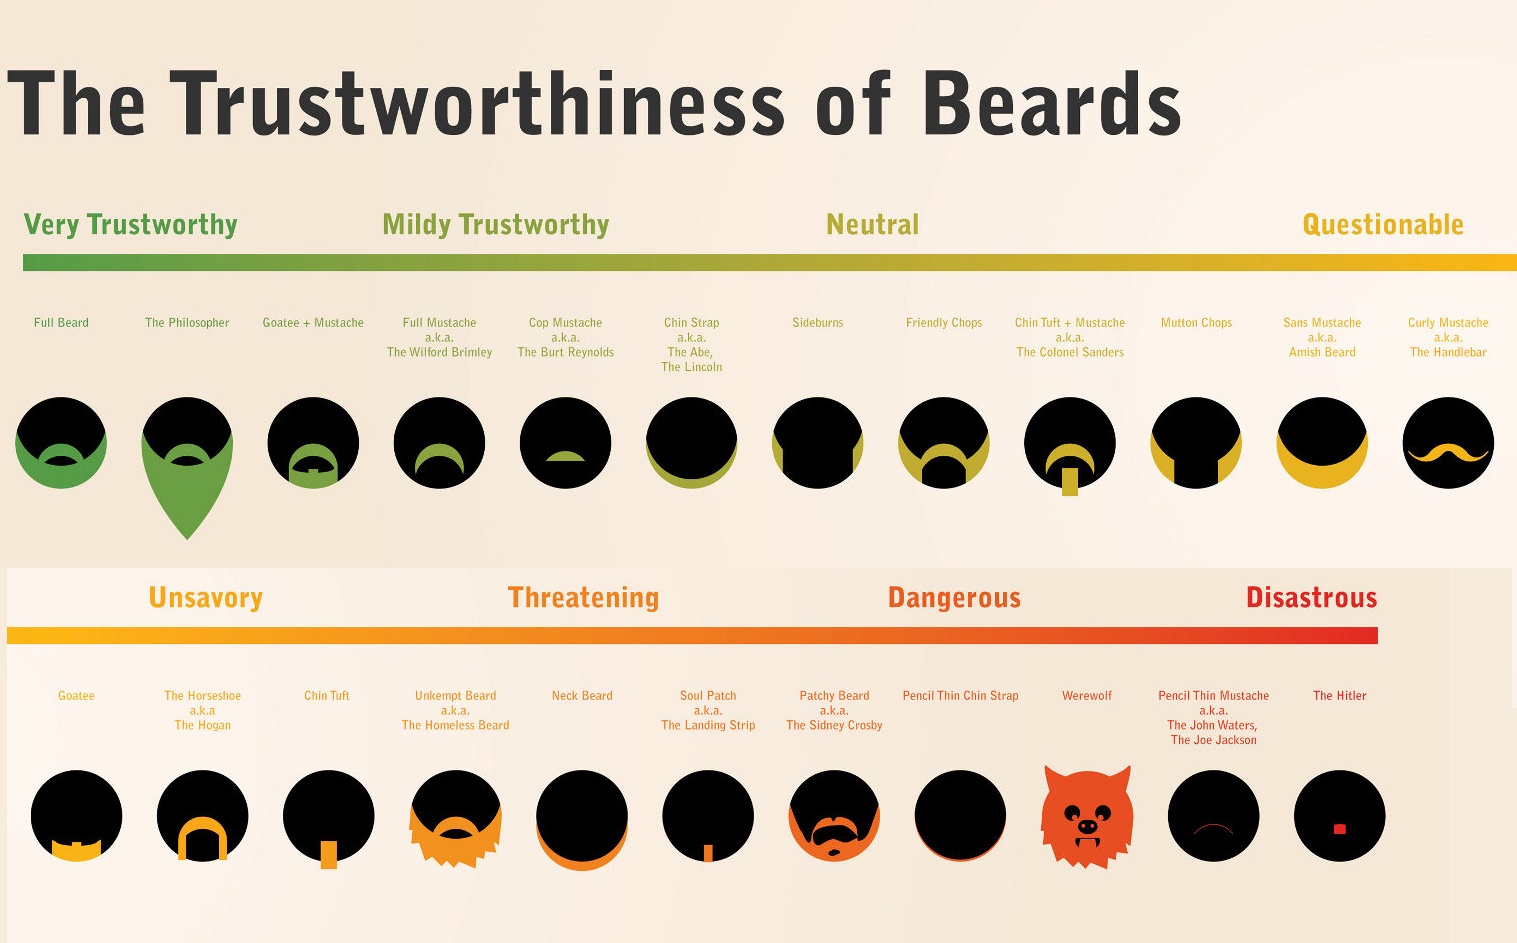 The Trustworthiness of Beards
Very Trustworthy
Mildy Trustworthy
Neutral
Questionable
Full Beard
The Philosopher
Goatee + Mustache
Full Mustache
a.k.a.
The Wilford Brimley
Cop Mustache
a.k.a.
The Burt Reynolds
Chin Strap
a.k.a.
The Abe,
The Lincoln
Sideburns
Friendly Chops
Chin Tuft + Mustache
a.k.a.
The Colonel Sanders
Mutton Chops
Sans Mustache
a.k.a.
Amish Beard
Curly Mustache
a.k.a.
The Handlebar
Unsavory
Threatening
Dangerous
Disastrous
Goatee
The Horseshoe
a.k.a
The Hogan
Chin Tuft
Unkempt Beard
a.k.a.
The Homeless Beard
Neck Beard
Soul Patch
a.k.a.
The Landing Strip
Patchy Beard
a.k.a.
The Sidney Crosby
Pencil Thin Chin Strap
Werewolf
Pencil Thin Mustache
a.k.a.
The John Waters,
The Joe Jackson
The Hitler